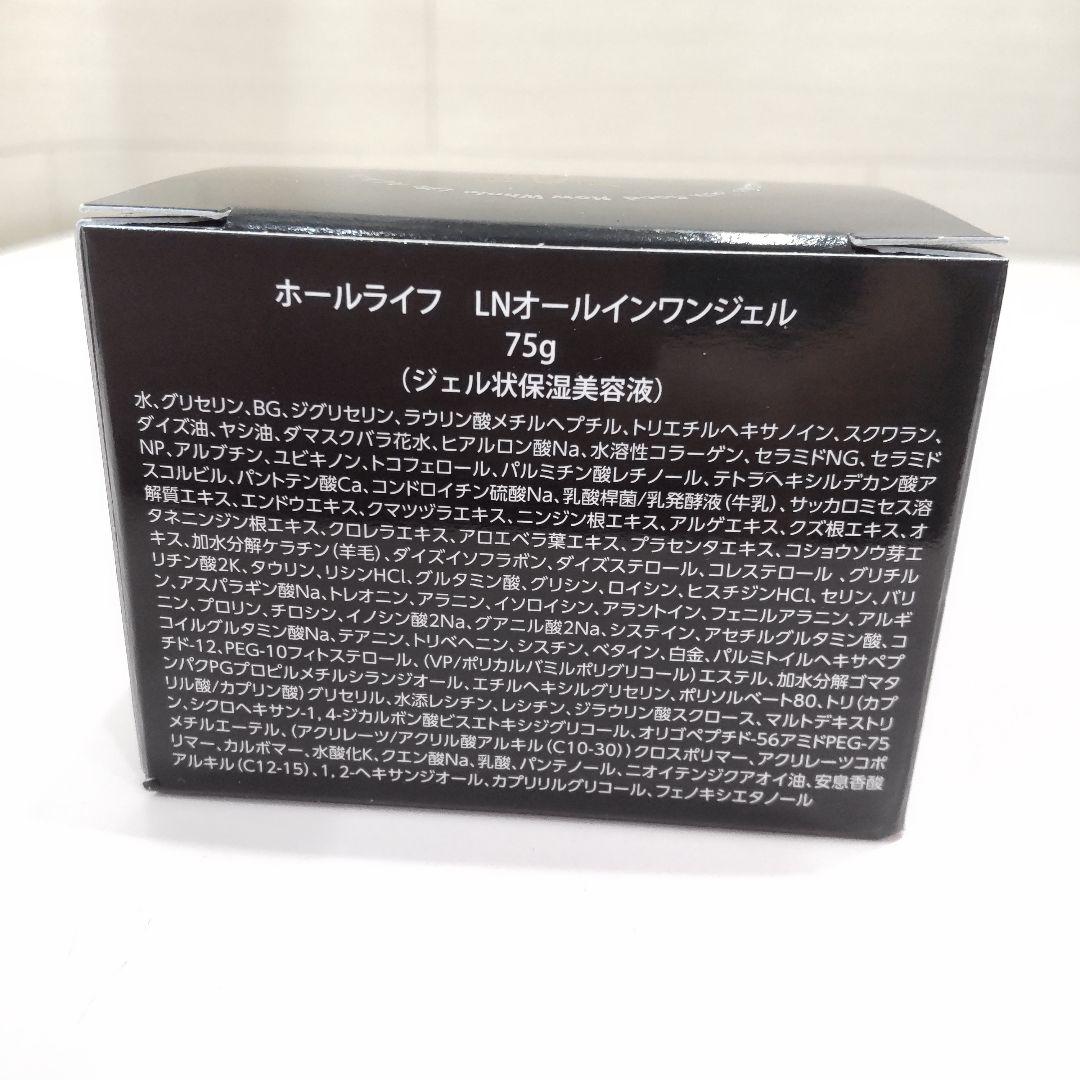 ホールライフ　LNオールインワンジェル
75g
（ジェル状保湿美容液）
水、グリセリン、BG、ジグリセリン、ラウリン酸メチルヘプチル、トリエチルヘキサノイン、スクワラン、
ダイズ油、ヤシ油、ダマスクバラ花水、ヒアルロン酸Na、水溶性コラーゲン、セラミドNG、セラミド
NP、アルブチン、ユビキノン、トコフェロール、パルミチン酸レチノール、テトラヘキシルデカン酸ア
スコルビル、パントテン酸Ca、コンドロイチン硫酸Na、乳酸桿菌/乳発酵液（牛乳）、サッカロミセス溶
解質エキス、エンドウエキス、クマツヅラエキス、ニンジン根エキス、アルゲエキス、クズ根エキス、オ
タネニンジン根エキス、クロレラエキス、アロエベラ葉エキス、プラセンタエキス、コショウソウ芽エ
キス、加水分解ケラチン（羊毛）、ダイズイソフラボン、ダイズステロール、コレステロール 、グリチル
リチン酸2K、タウリン、リシンHCl、グルタミン酸、グリシン、ロイシン、ヒスチジンHCl、セリン、バリ
ン、アスパラギン酸Na、トレオニン、アラニン、イソロイシン、アラントイン、フェニルアラニン、アルギ
ニン、プロリン、チロシン、イノシン酸2Na、グアニル酸2Na、システイン、アセチルグルタミン酸、コ
コイルグルタミン酸Na、テアニン、トリベヘニン、シスチン、ベタイン、白金、パルミトイルヘキサペプ
チド-12、PEG-10フィトステロール、（VP/ポリカルバミルポリグリコール）エステル、加水分解ゴマタ
ンパクPGプロピルメチルシランジオール、エチルヘキシルグリセリン、ポリソルベート80、トリ（カプ
リル酸/カプリン酸）グリセリル、水添レシチン、レシチン、ジラウリン酸スクロース、マルトデキストリ
ン、シクロヘキサン-1，4-ジカルボン酸ビスエトキシジグリコール、オリゴペプチド-56アミドPEG-75
メチルエーテル、（アクリレーツ/アクリル酸アルキル（C10-30））クロスポリマー、アクリレーツコポ
リマー、カルボマー、水酸化K、クエン酸Na、乳酸、パンテノール、ニオイテンジクアオイ油、安息香酸
アルキル（C12-15）、1，2-ヘキサンジオール、カプリリルグリコール、フェノキシエタノール